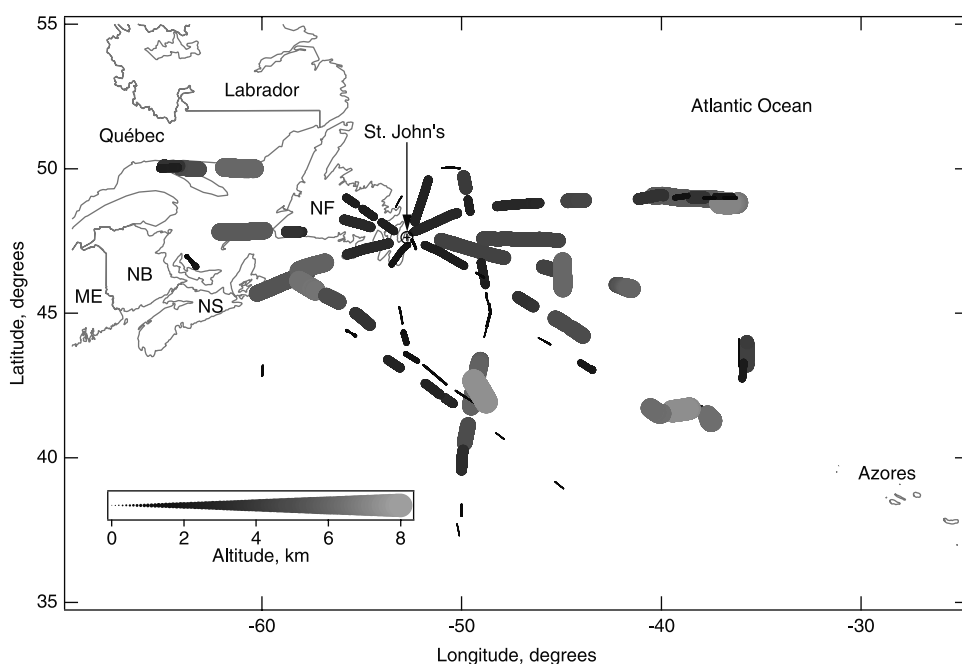 55
Labrador
Atlantic Ocean
Québec
St. John's
50
NF
NB
ME
NS
45
Latitude, degrees
40
Azores
0 2 4 6 8
Altitude, km
35
-60 -50 -40 -30
Longitude, degrees